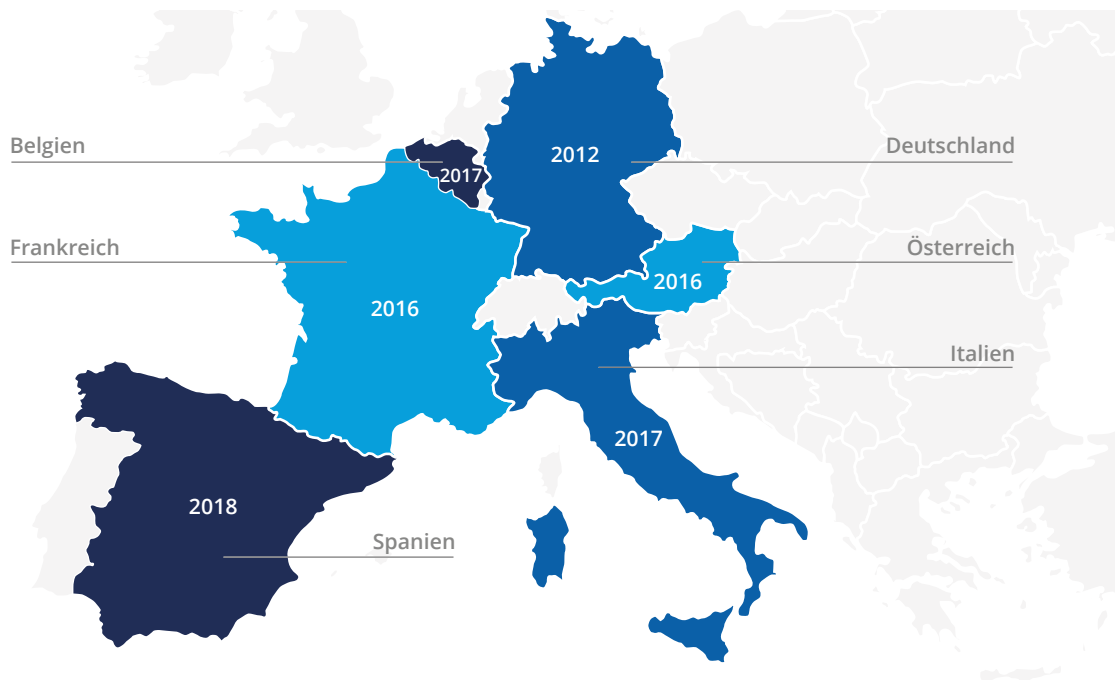 Belgien
2017
2012
Deutschland
Frankreich
2016
Österreich
2016
Italien
2017
2018
Spanien